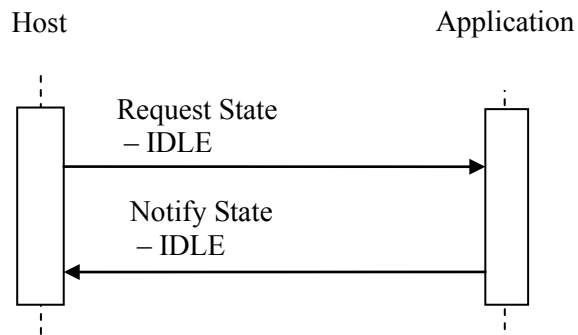 Host
Application
Request State
– IDLE
Notify State
– IDLE